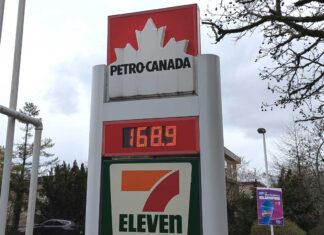 PETRO-CANADA
168.9
7
ELEVEN